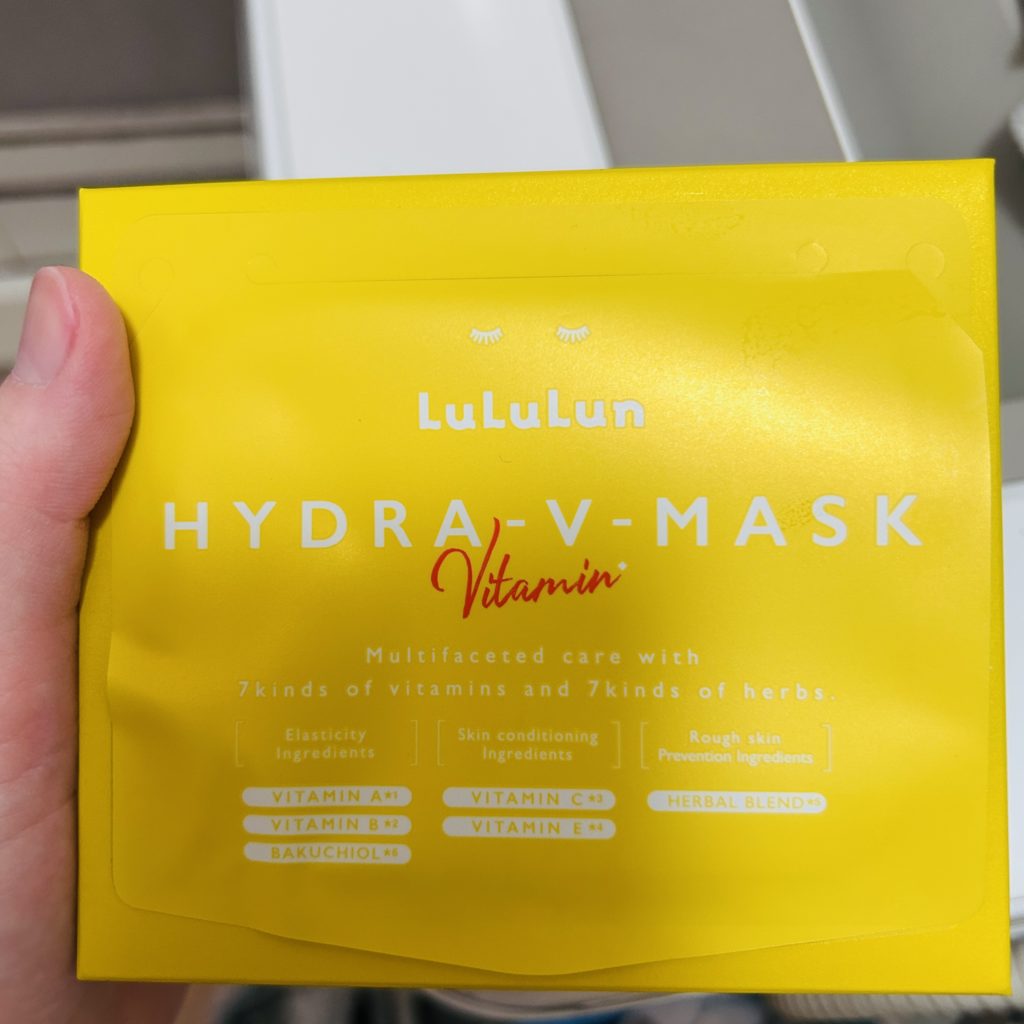 LuLuLun
HYDRA-V-MASK
Vitamin
Multifaceted care with
7kinds of vitamins and 7kinds of herbs.
Elasticity
Ingredients
VITAMIN A★1
VITAMIN B★2
BAKUCHIOL★6
Skin conditioning
Ingredients
VITAMIN C★3
VITAMIN E★4
Rough skin
Prevention Ingredients
HERBAL BLEND★5